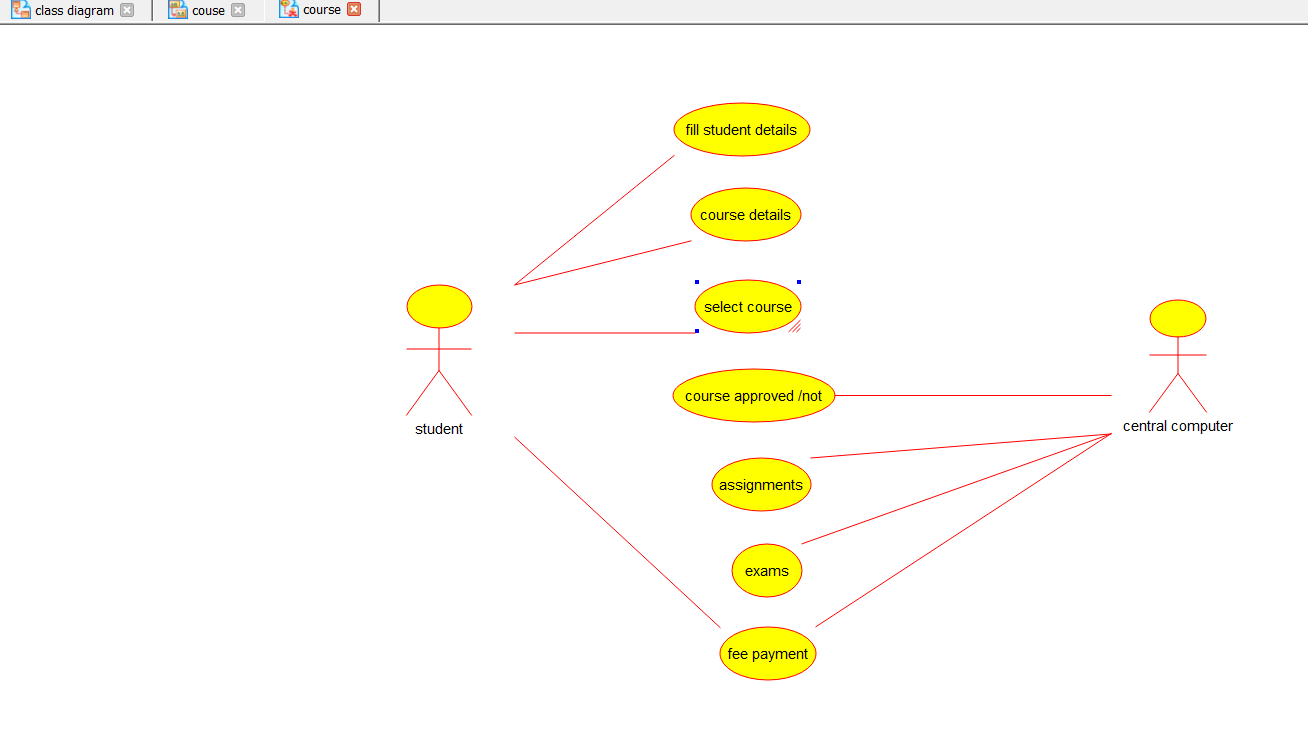 class diagram
couse
course
fill student details
course details
select course
course approved /not
student
central computer
assignments
exams
fee payment